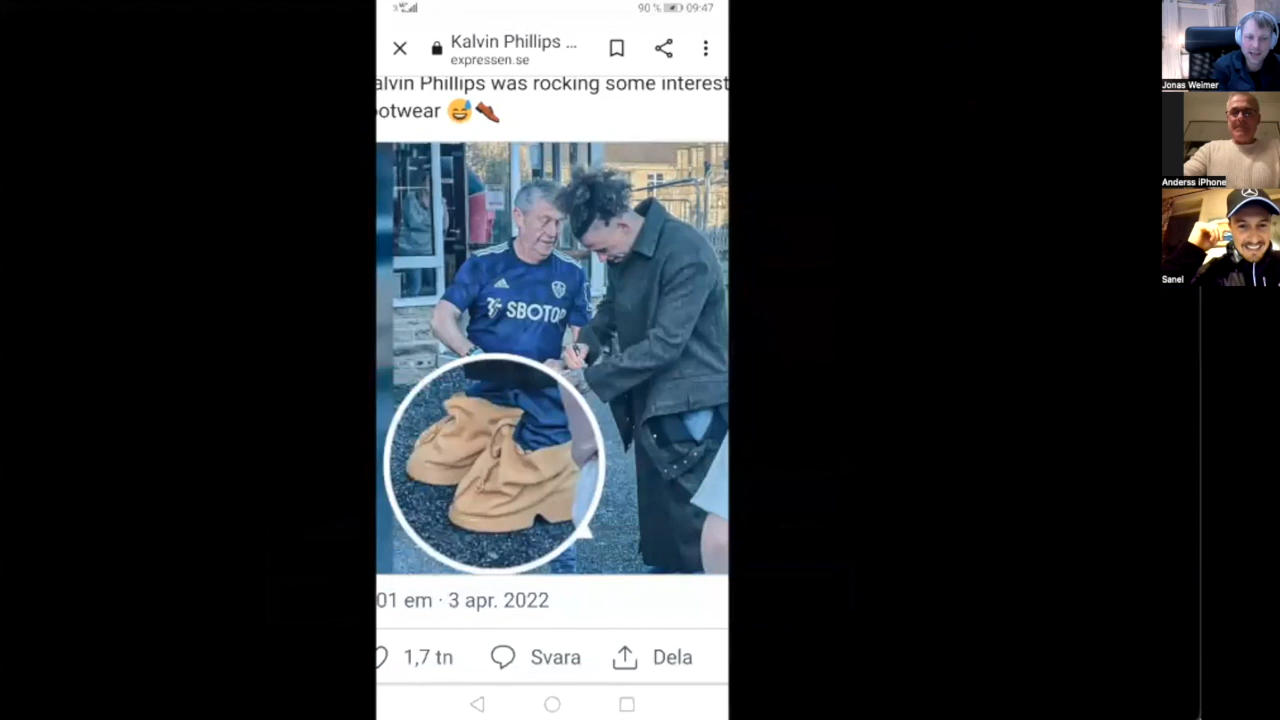 90 % 09:47
Kalvin Phillips ...
expressen.se
alvin Phillips was rocking some interest
ootwear 😅👞
SBOTOP
01 em · 3 apr. 2022
1,7 tn Svara Dela
Jonas Weimer
Anderss iPhone
Sanel